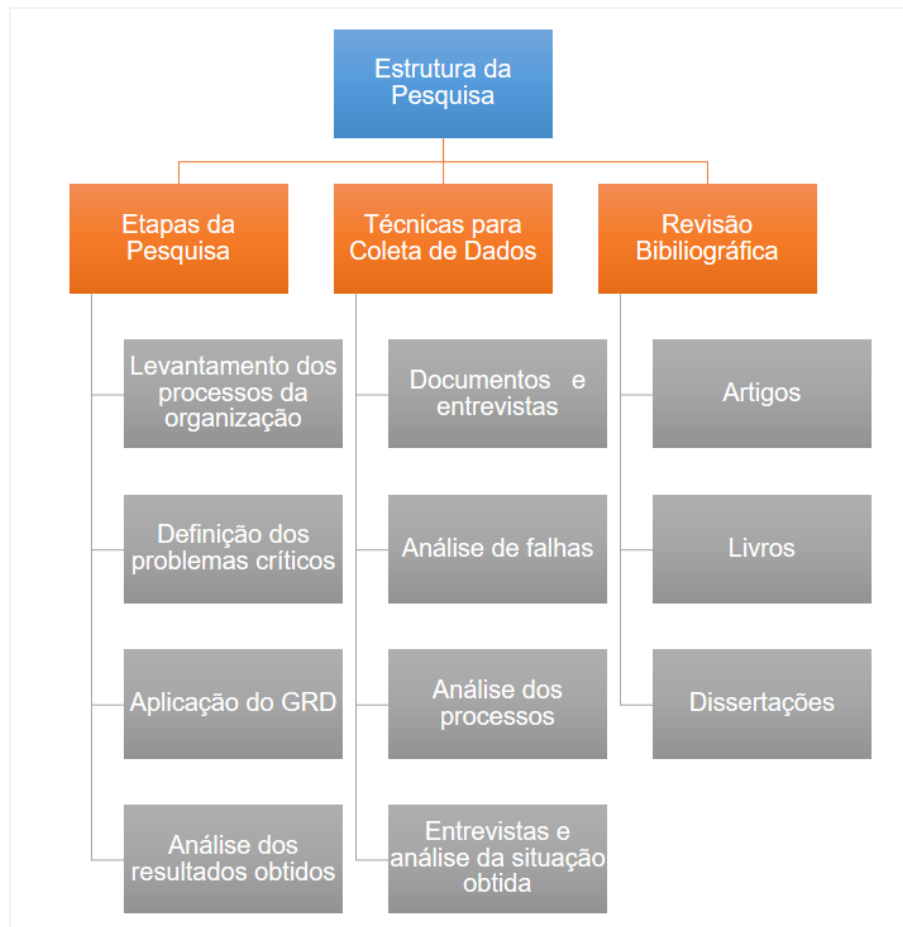 Estrutura da
Pesquisa
Etapas da
Pesquisa
Técnicas para
Coleta de Dados
Revisão
Bibiliográfica
Levantamento dos
processos da
organização
Documentos e
entrevistas
Artigos
Definição dos
problemas críticos
Análise de falhas
Livros
Aplicação do GRD
Análise dos
processos
Dissertações
Análise dos
resultados obtidos
Entrevistas e
análise da situação
obtida